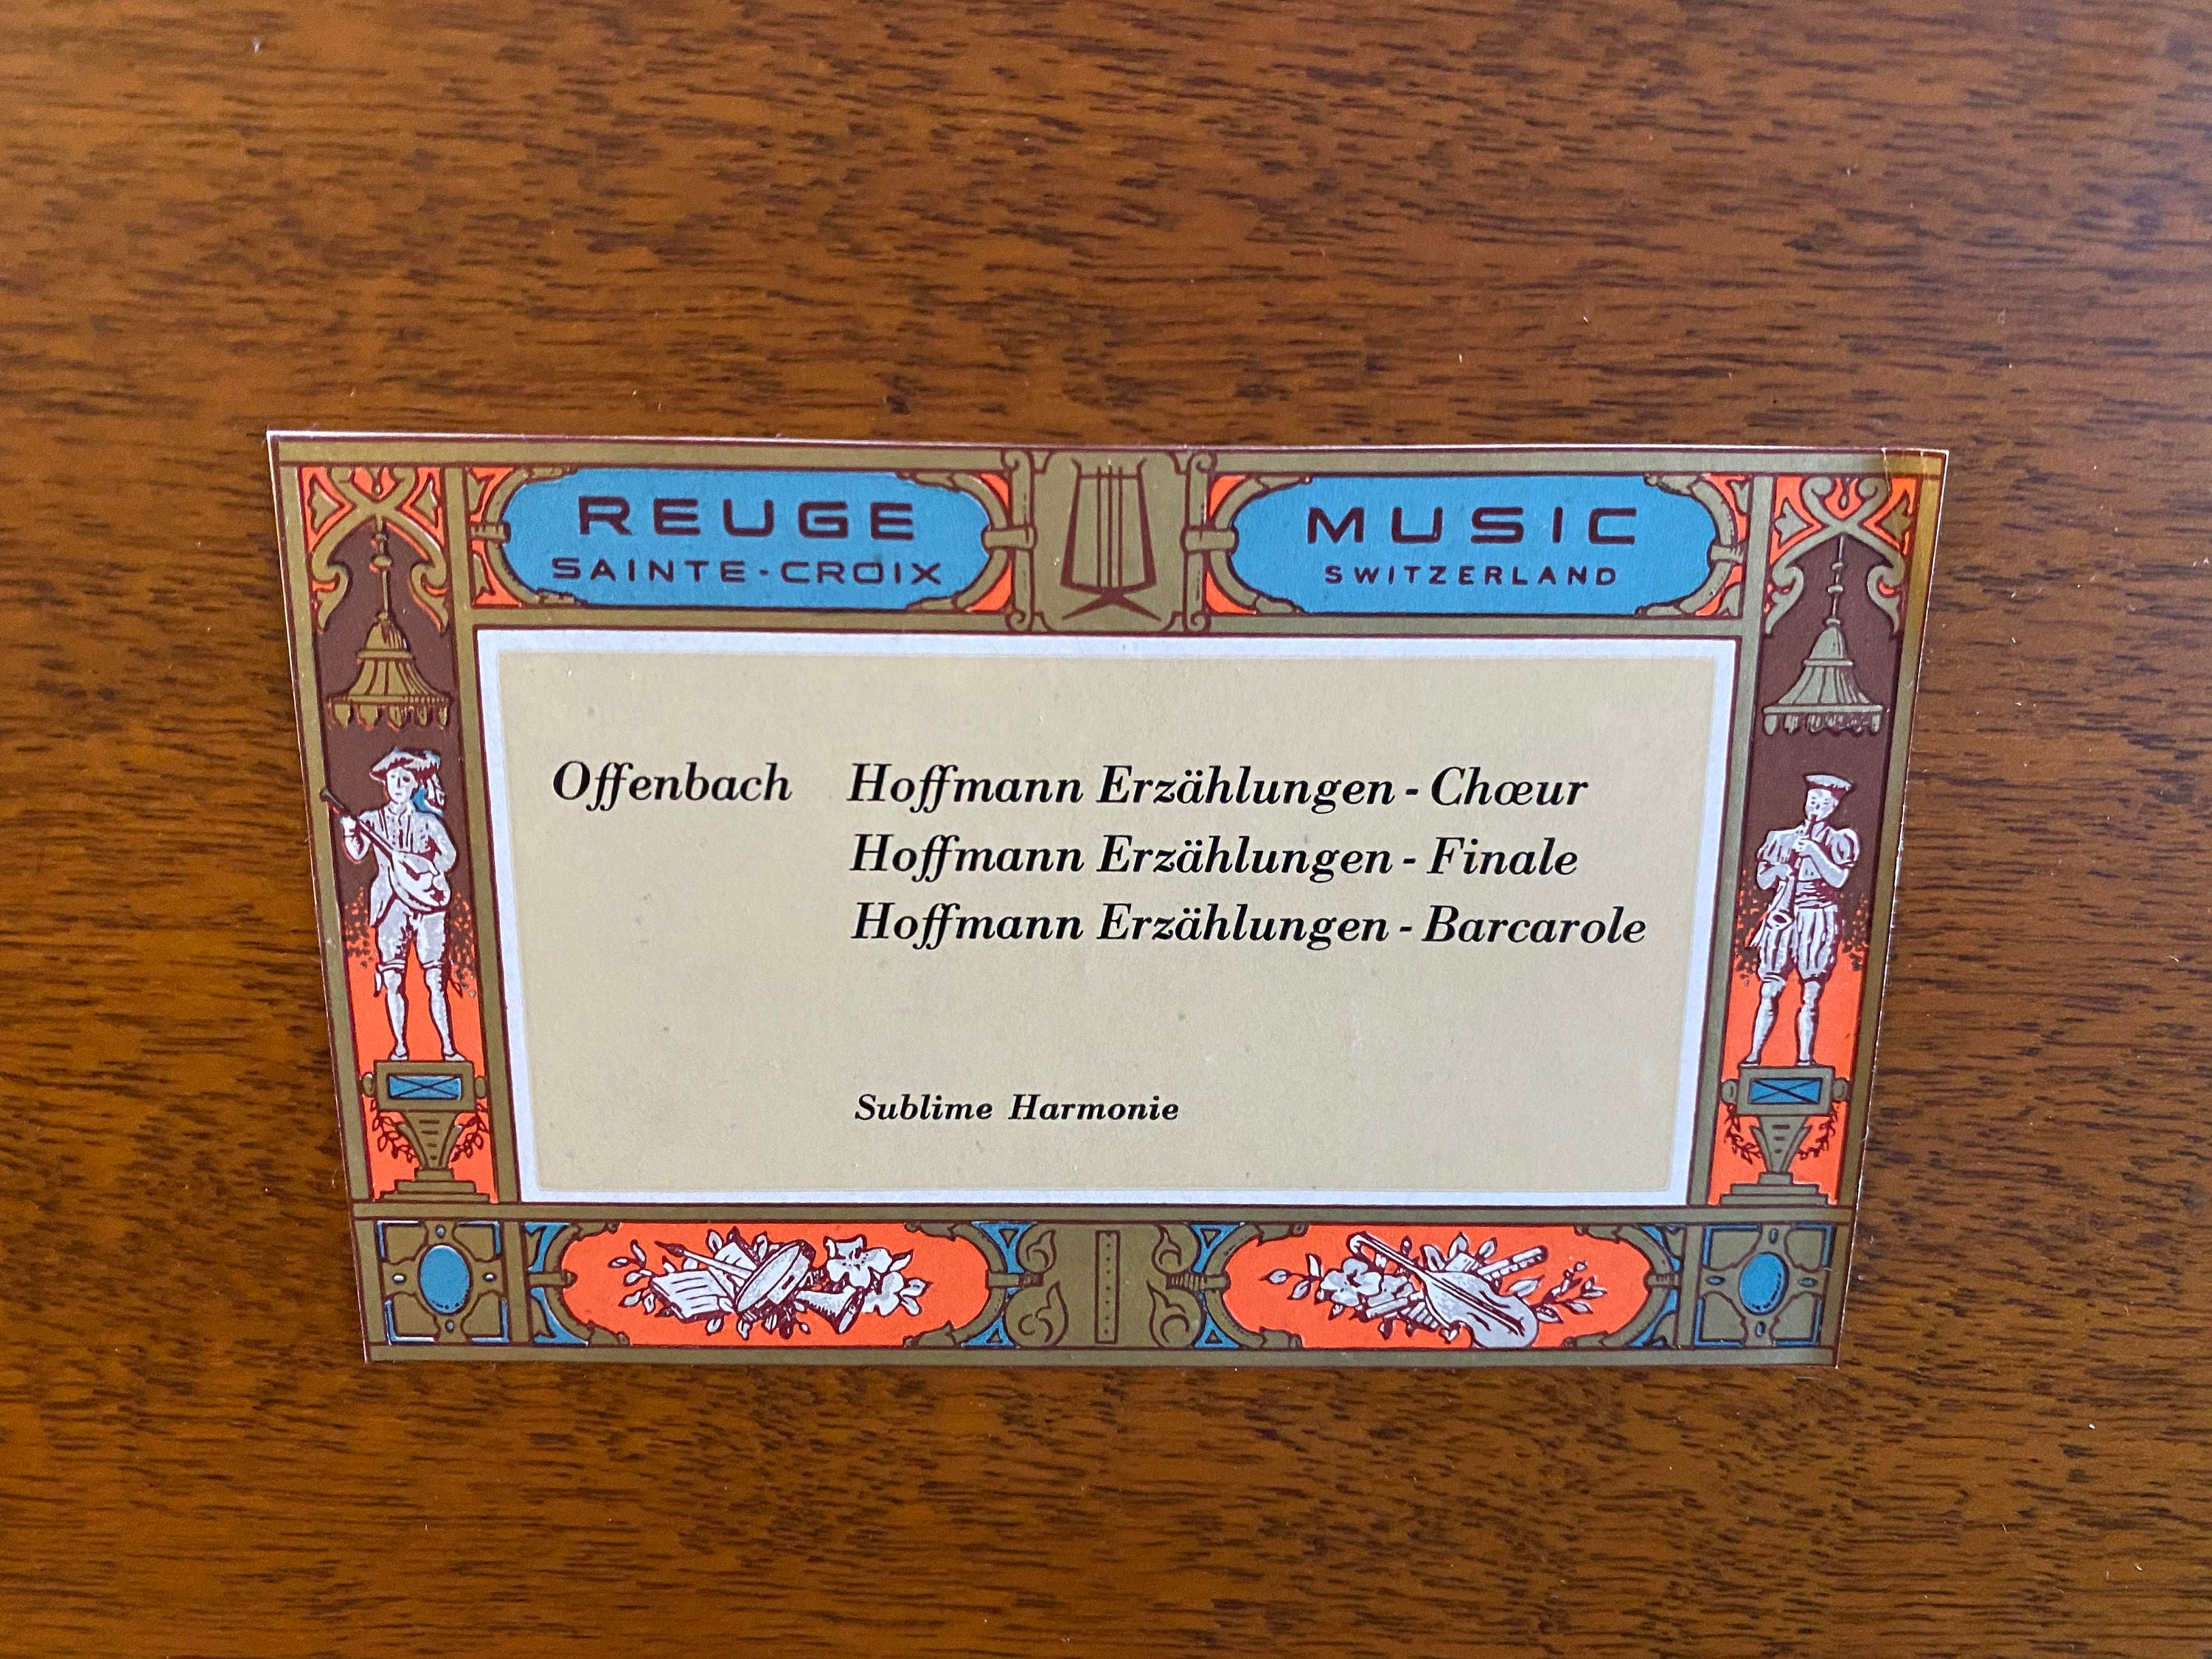 REUGE
SAINTE-CROIX
MUSIC
SWITZERLAND
Offenbach Hoffmann Erzählungen - Chœur
Hoffmann Erzählungen - Finale
Hoffmann Erzählungen - Barcarole
Sublime Harmonie